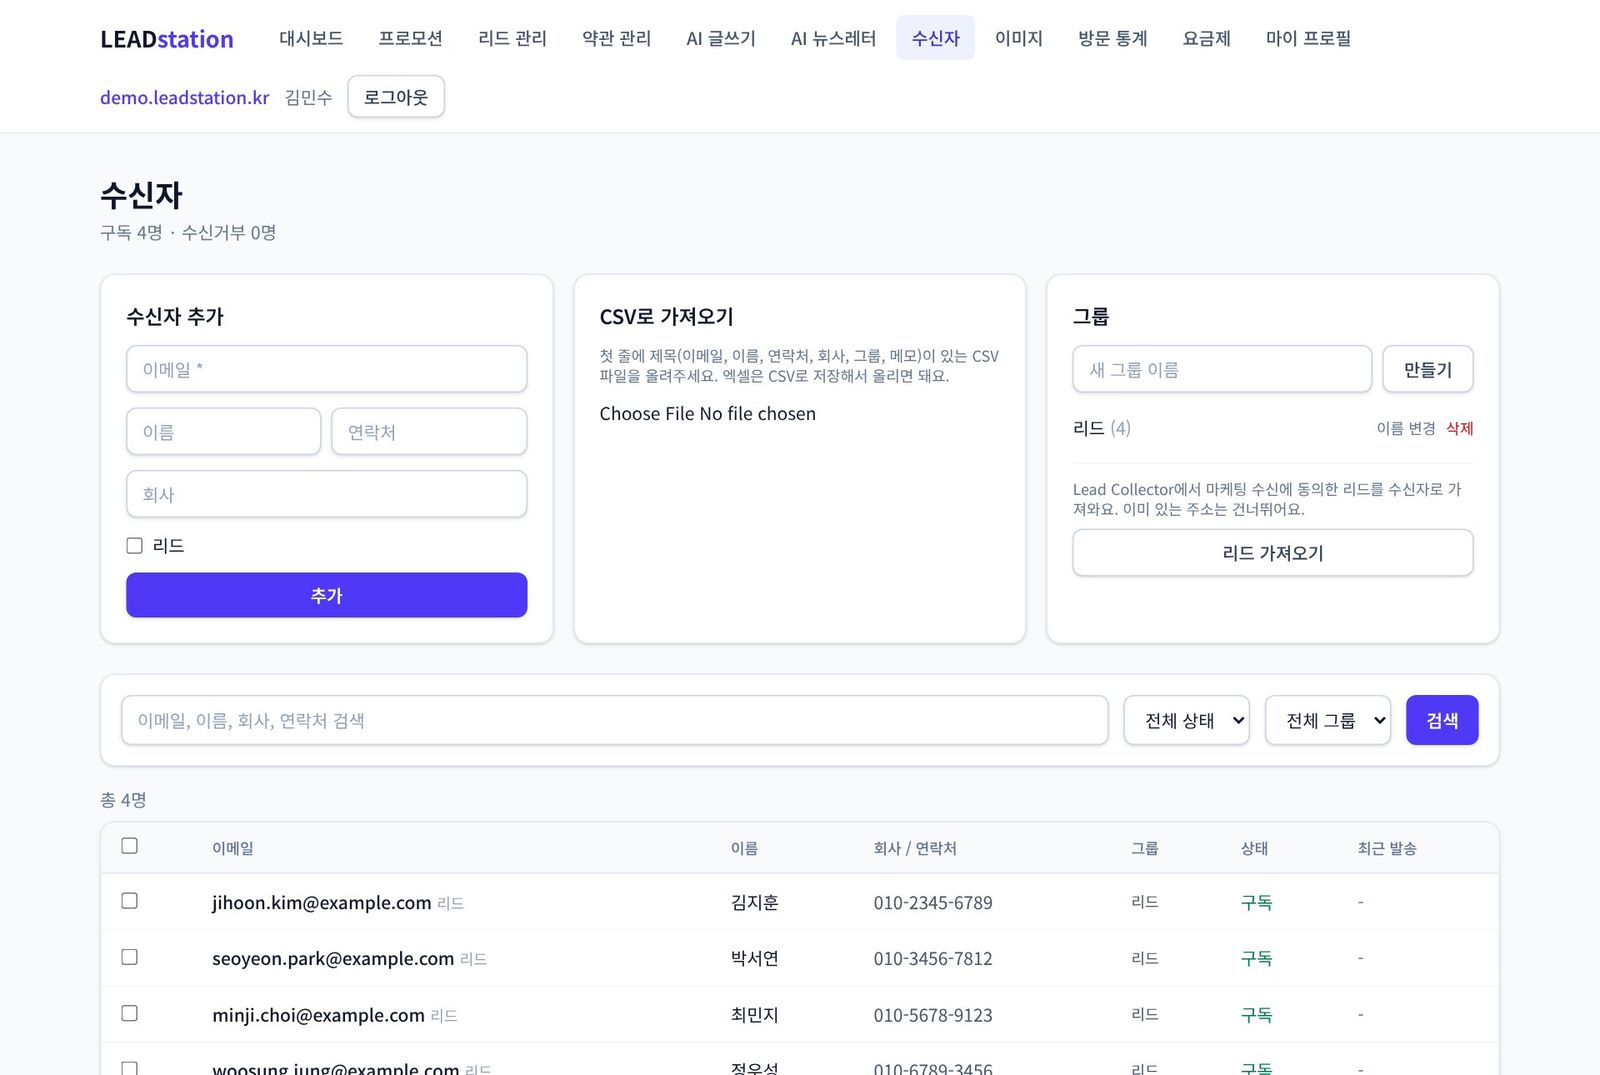 LEADstation 대시보드 프로모션 리드 관리 약관 관리 AI 글쓰기 AI 뉴스레터 수신자 이미지 방문 통계 요금제 마이 프로필
demo.leadstation.kr 김민수 로그아웃
수신자
구독 4명 · 수신거부 0명
수신자 추가
이메일 *
이름 연락처
회사
리드
추가
CSV로 가져오기
첫 줄에 제목(이메일, 이름, 연락처, 회사, 그룹, 메모)이 있는 CSV
파일을 올려주세요. 엑셀은 CSV로 저장해서 올리면 돼요.
Choose File No file chosen
그룹
새 그룹 이름 만들기
리드 (4) 이름 변경 삭제
Lead Collector에서 마케팅 수신에 동의한 리드를 수신자로 가
져와요. 이미 있는 주소는 건너뛰어요.
리드 가져오기
이메일, 이름, 회사, 연락처 검색 전체 상태 전체 그룹 검색
총 4명
이메일 이름 회사 / 연락처 그룹 상태 최근 발송
jihoon.kim@example.com 리드 김지훈 010-2345-6789 리드 구독 -
seoyeon.park@example.com 리드 박서연 010-3456-7812 리드 구독 -
minji.choi@example.com 리드 최민지 010-5678-9123 리드 구독 -
woosung.jung@example.com 리드 정우성 010-6789-3456 리드 구독 -